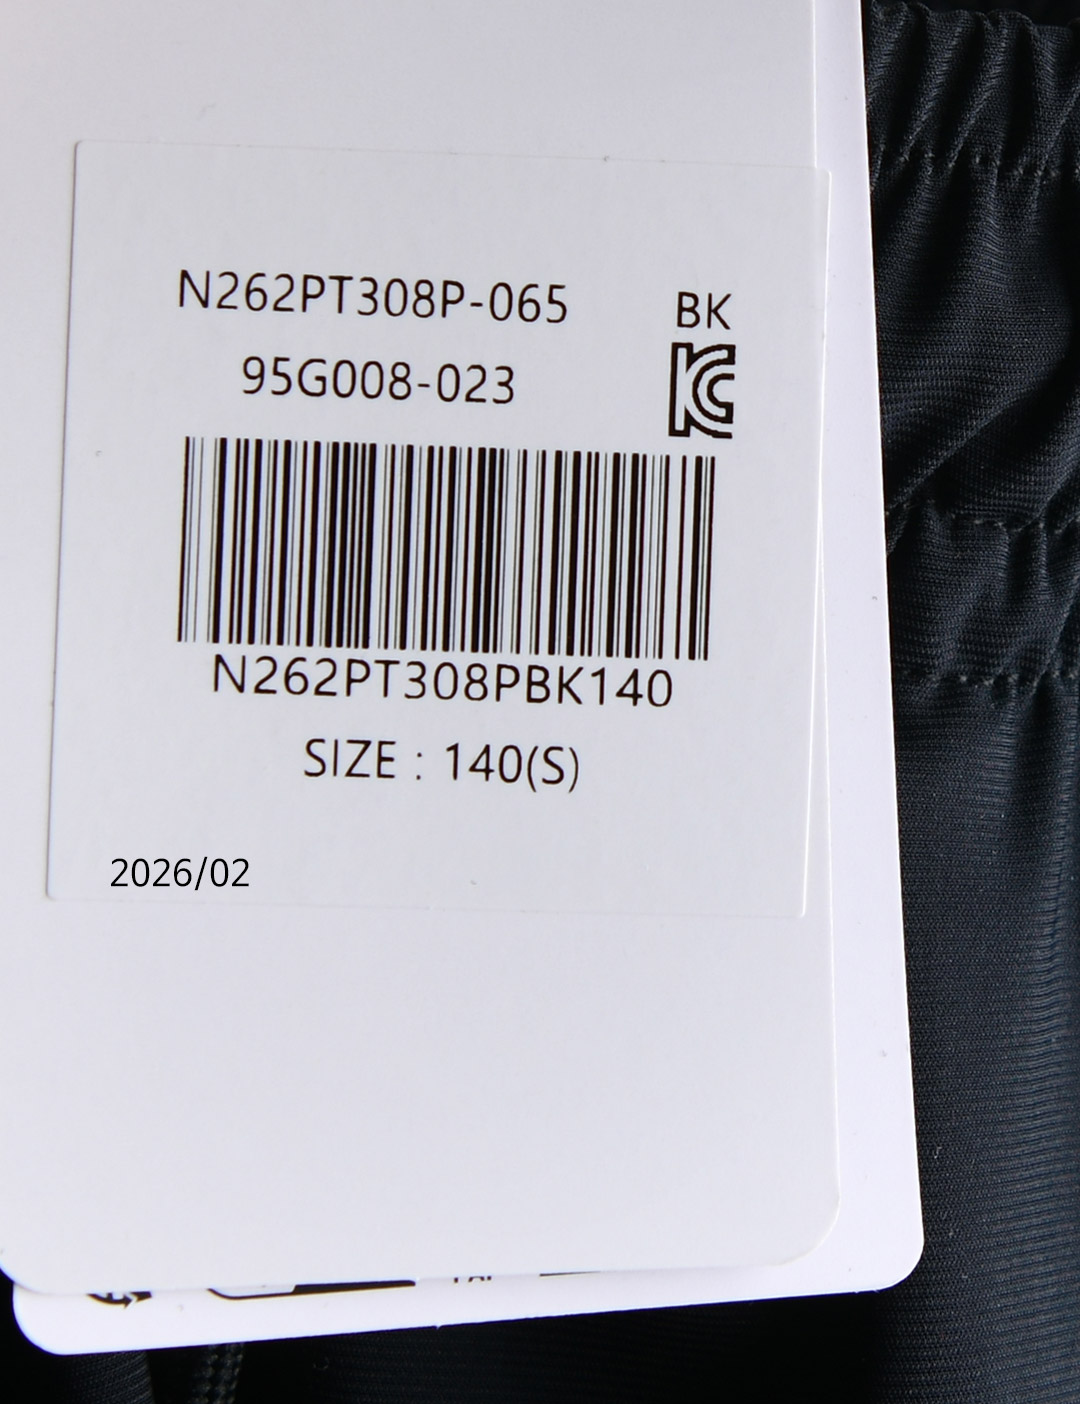 N262PT308P-065
BK
95G008-023
N262PT308PBK140
SIZE : 140(S)
2026/02